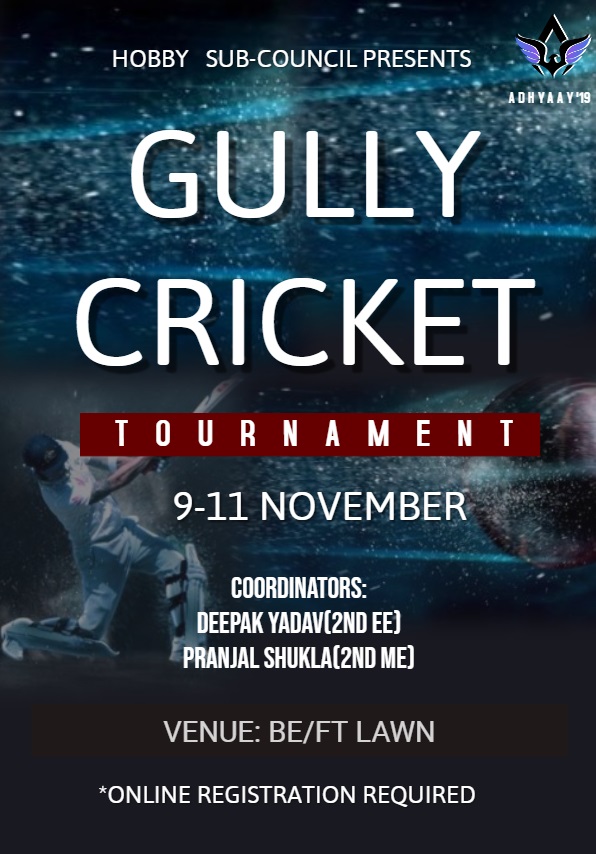 HOBBY SUB-COUNCIL PRESENTS
ADHYAAY'19
GULLY
CRICKET
TOURNAMENT
9-11 NOVEMBER
COORDINATORS:
DEEPAK YADAV(2ND EE)
PRANJAL SHUKLA(2ND ME)
VENUE: BE/FT LAWN
*ONLINE REGISTRATION REQUIRED